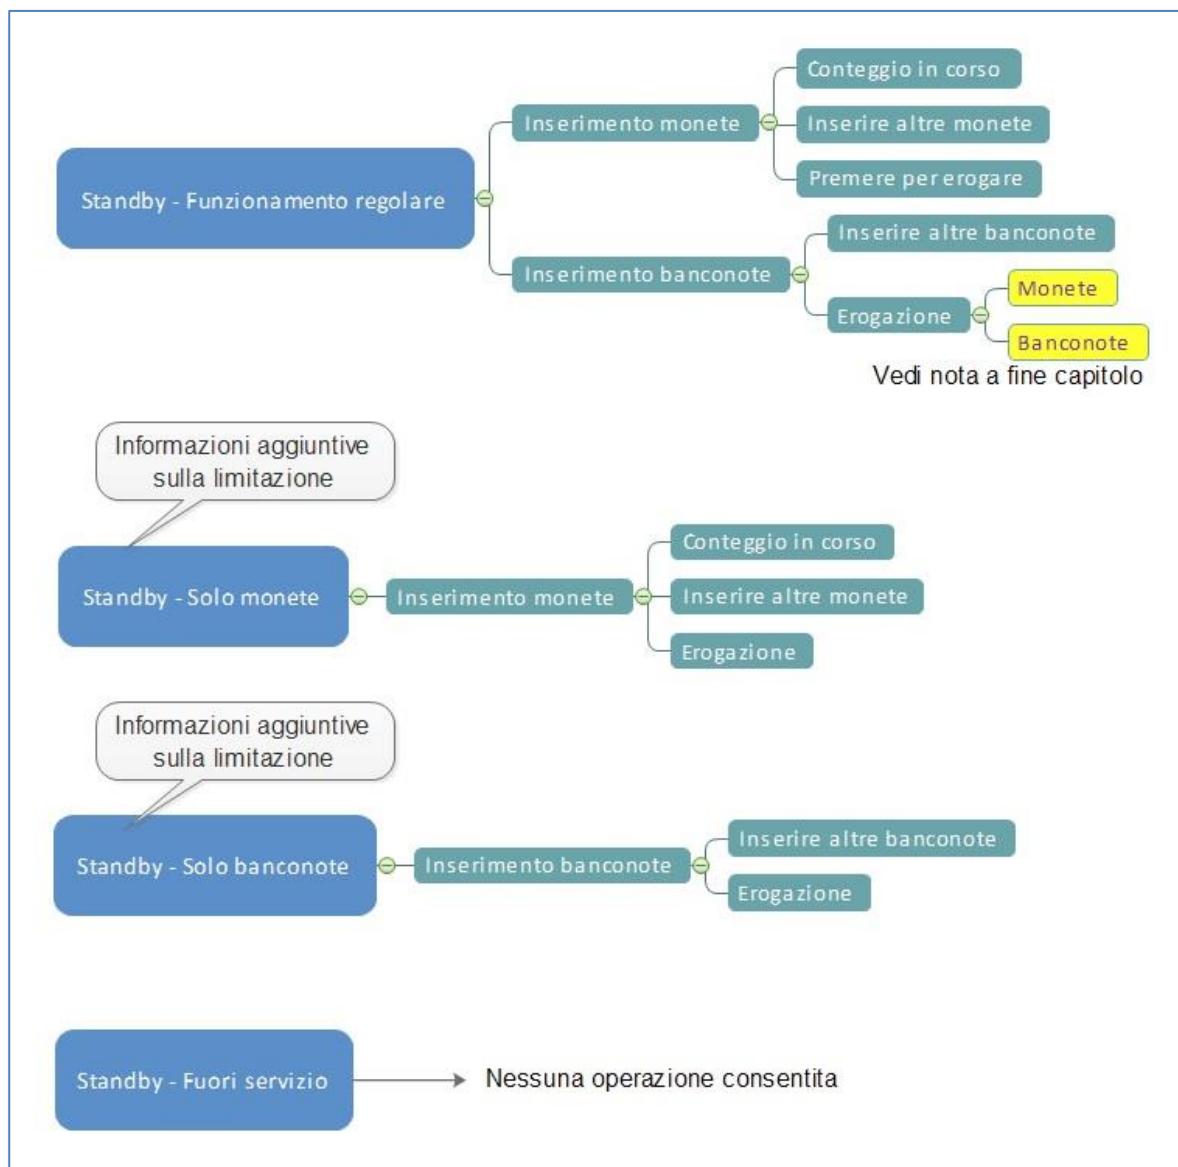 Conteggio in corso
Inserimento monete
Inserire altre monete
Standby - Funzionamento regolare
Premere per erogare
Inserire altre banconote
Inserimento banconote
Monete
Erogazione
Banconote
Vedi nota a fine capitolo
Informazioni aggiuntive
sulla limitazione
Conteggio in corso
Standby - Solo monete
Inserimento monete
Inserire altre monete
Erogazione
Informazioni aggiuntive
sulla limitazione
Inserire altre banconote
Standby - Solo banconote
Inserimento banconote
Erogazione
Standby - Fuori servizio
Nessuna operazione consentita